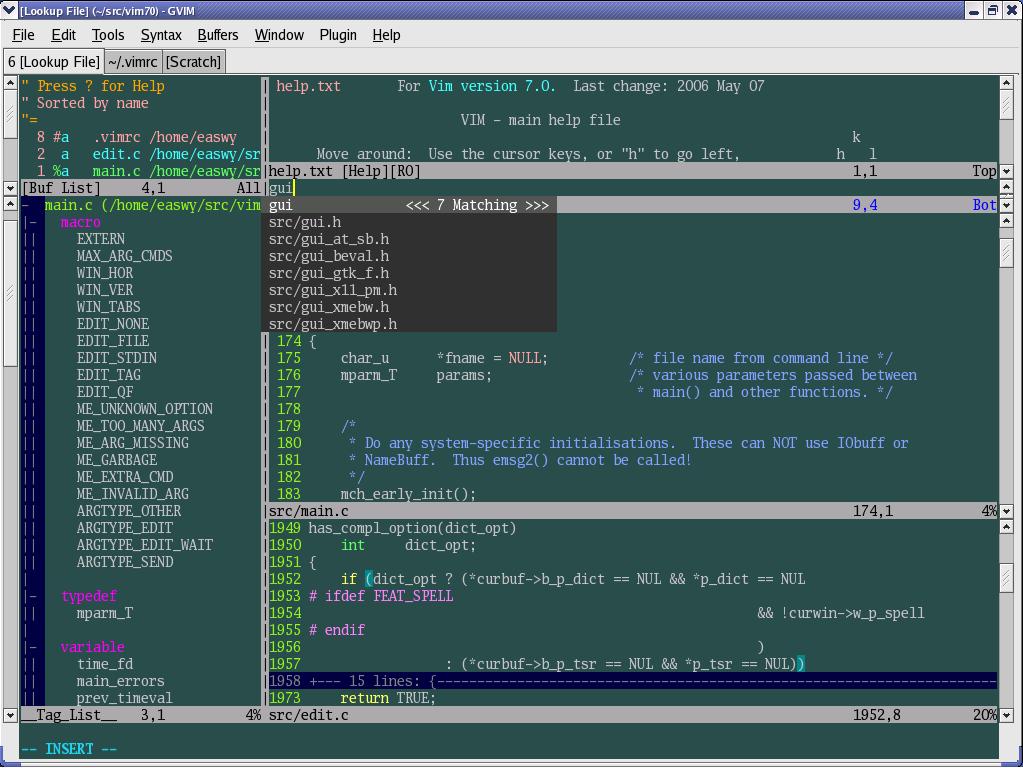 [Lookup File] (~/src/vim70) - GVIM
File Edit Tools Syntax Buffers Window Plugin Help
6 [Lookup File] ~/.vimrc [Scratch]
" Press ? for Help
" Sorted by name
"=
8 #a .vimrc /home/easwy
2 a edit.c /home/easwy/sr
1 %a main.c /home/easwy/sr
[Buf List] 4,1 All
- main.c (/home/easwy/src/vim
|- macro
|| EXTERN
|| MAX_ARG_CMDS
|| WIN_HOR
|| WIN_VER
|| WIN_TABS
|| EDIT_NONE
|| EDIT_FILE
|| EDIT_STDIN
|| EDIT_TAG
|| EDIT_QF
|| ME_UNKNOWN_OPTION
|| ME_TOO_MANY_ARGS
|| ME_ARG_MISSING
|| ME_GARBAGE
|| ME_EXTRA_CMD
|| ME_INVALID_ARG
|| ARGTYPE_OTHER
|| ARGTYPE_EDIT
|| ARGTYPE_EDIT_WAIT
|| ARGTYPE_SEND
|
|- typedef
|| mparm_T
|
|- variable
|| time_fd
|| main_errors
|| prev_timeval
__Tag_List__ 3,1 4%
help.txt For Vim version 7.0. Last change: 2006 May 07
VIM - main help file
k
Move around: Use the cursor keys, or "h" to go left, h l
help.txt [Help][RO] 1,1 Top
gui
gui <<< 7 Matching >>> 9,4 Bot
src/gui.h
src/gui_at_sb.h
src/gui_beval.h
src/gui_gtk_f.h
src/gui_x11_pm.h
src/gui_xmebw.h
src/gui_xmebwp.h
174 {
175 char_u *fname = NULL; /* file name from command line */
176 mparm_T params; /* various parameters passed between
177 * main() and other functions. */
178
179 /*
180 * Do any system-specific initialisations. These can NOT use IObuff or
181 * NameBuff. Thus emsg2() cannot be called!
182 */
183 mch_early_init();
src/main.c 174,1 4%
1949 has_compl_option(dict_opt)
1950 int dict_opt;
1951 {
1952 if (dict_opt ? (*curbuf->b_p_dict == NUL && *p_dict == NUL
1953 # ifdef FEAT_SPELL
1954 && !curwin->w_p_spell
1955 # endif
1956 )
1957 : (*curbuf->b_p_tsr == NUL && *p_tsr == NUL))
1958 +--- 15 lines: {----------------------------------------------------------------------
1973 return TRUE;
src/edit.c 1952,8 20%
-- INSERT --